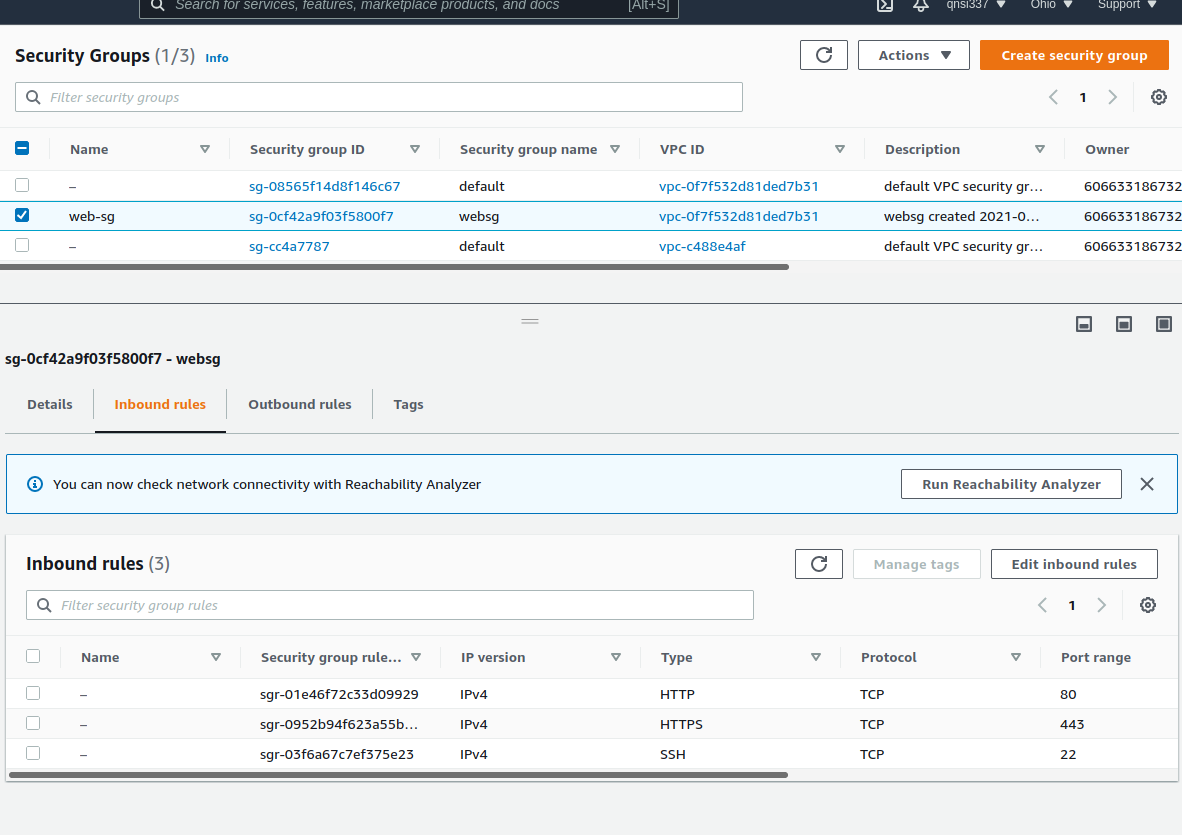 Search for services, features, marketplace products, and docs [Alt+S] qnsi337 Ohio Support
Security Groups (1/3) Info Actions Create security group
Filter security groups 1
Name Security group ID Security group name VPC ID Description Owner
– sg-08565f14d8f146c67 default vpc-0f7f532d81ded7b31 default VPC security gr… 606633186732
web-sg sg-0cf42a9f03f5800f7 websg vpc-0f7f532d81ded7b31 websg created 2021-0… 606633186732
– sg-cc4a7787 default vpc-c488e4af default VPC security gr… 606633186732
sg-0cf42a9f03f5800f7 - websg
Details Inbound rules Outbound rules Tags
You can now check network connectivity with Reachability Analyzer Run Reachability Analyzer
Inbound rules (3) Manage tags Edit inbound rules
Filter security group rules 1
Name Security group rule… IP version Type Protocol Port range
– sgr-01e46f72c33d09929 IPv4 HTTP TCP 80
– sgr-0952b94f623a55b… IPv4 HTTPS TCP 443
– sgr-03f6a67c7ef375e23 IPv4 SSH TCP 22